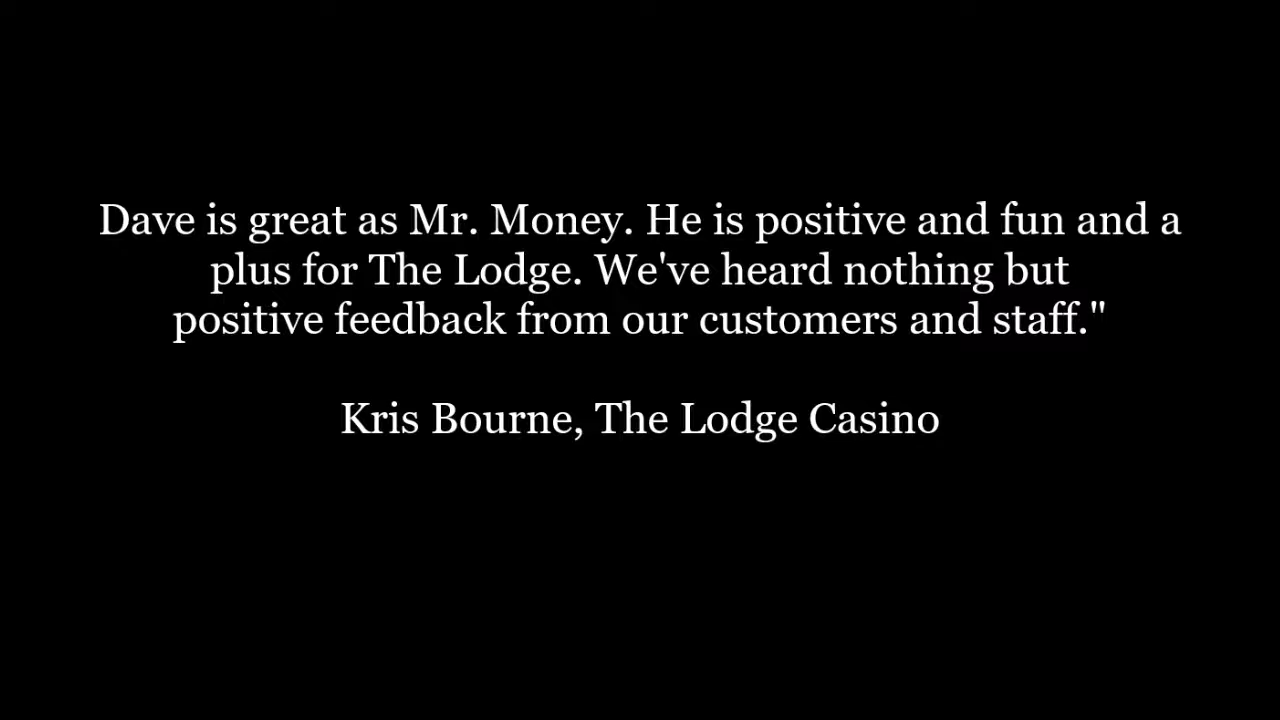 Dave is great as Mr. Money. He is positive and fun and a
plus for The Lodge. We've heard nothing but
positive feedback from our customers and staff."
Kris Bourne, The Lodge Casino